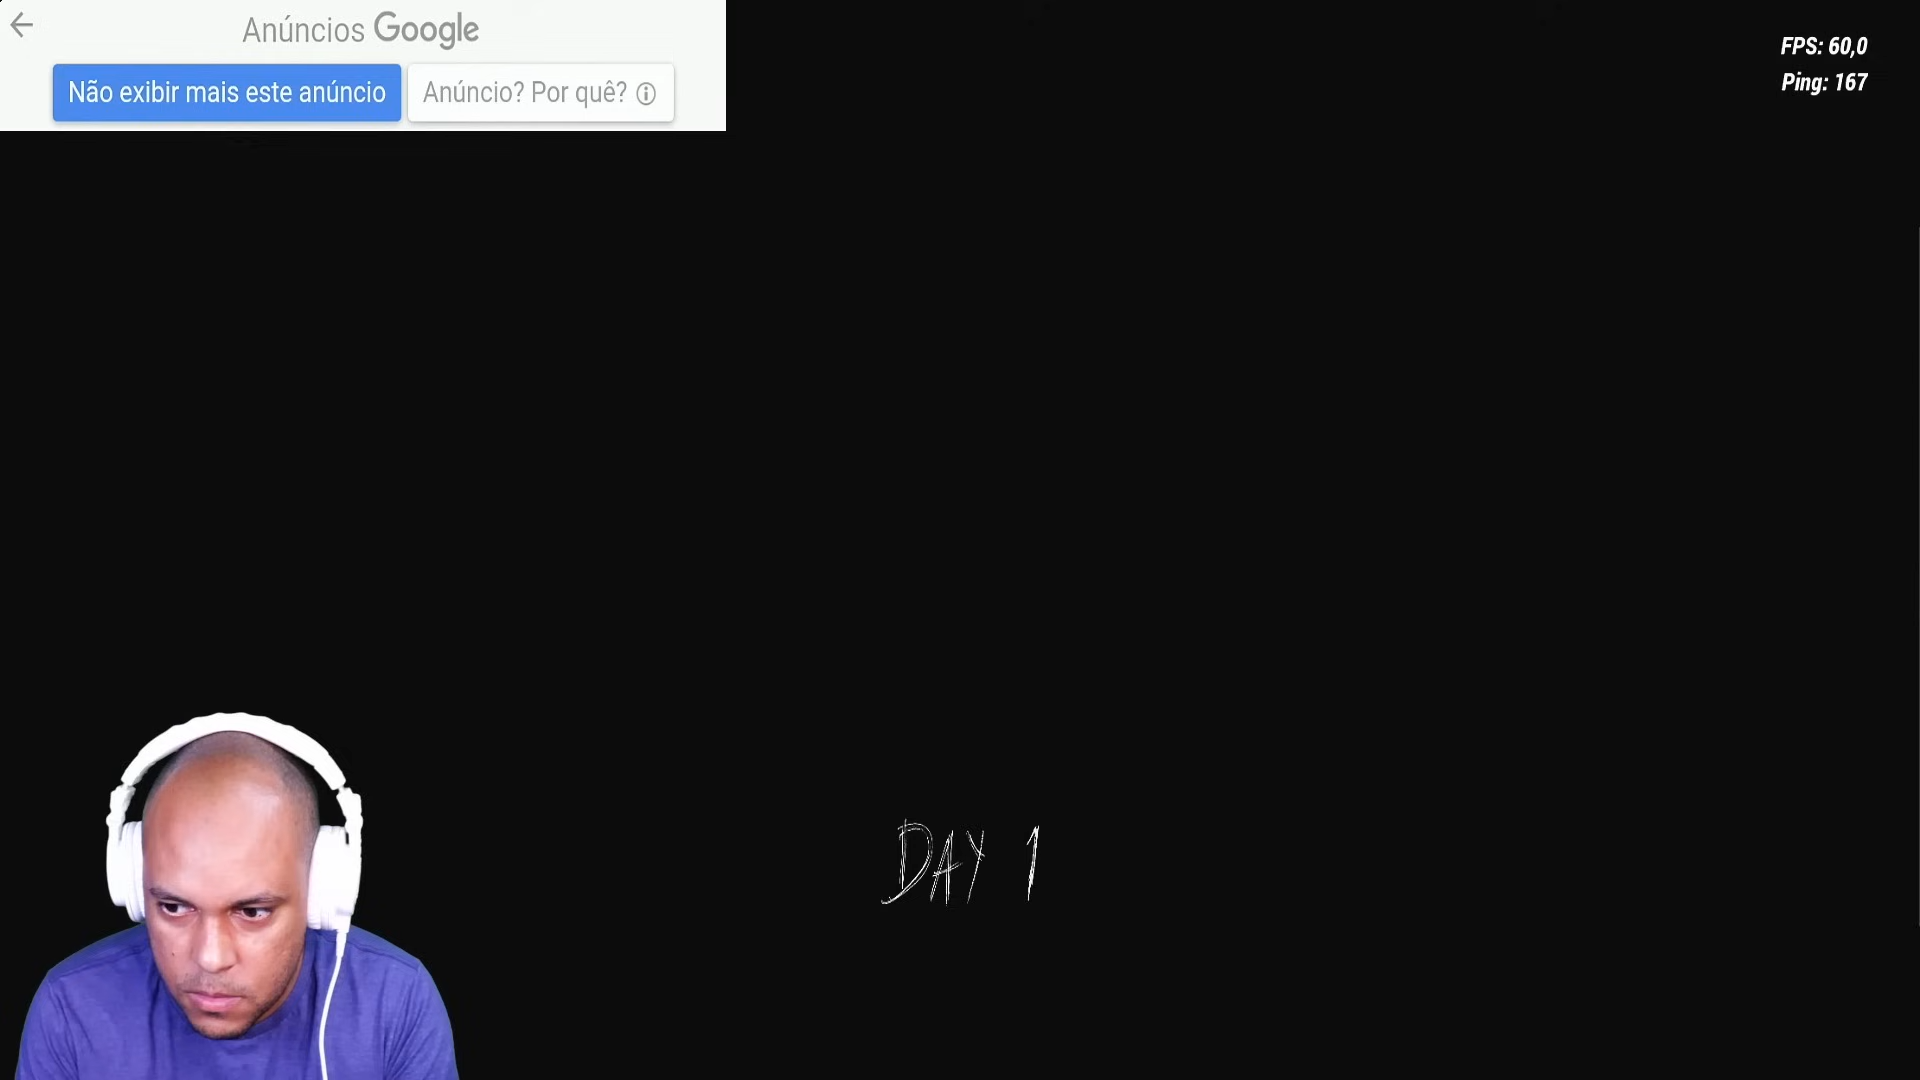 Anúncios Google
Não exibir mais este anúncio
Anúncio? Por quê?
FPS: 60,0
Ping: 167
DAY 1